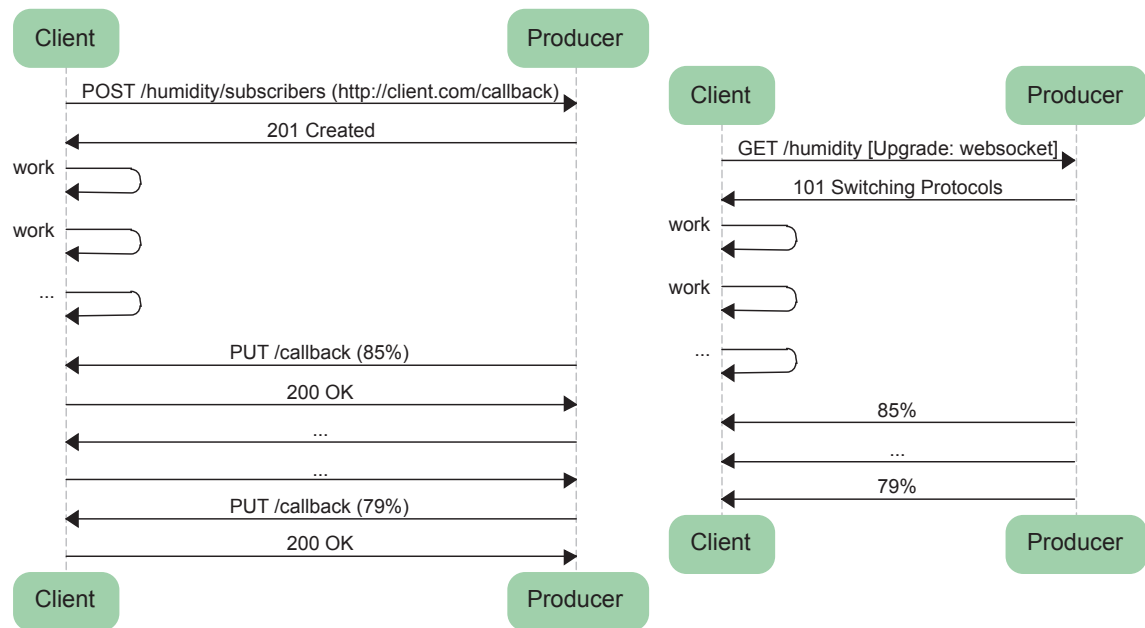 Client
Producer
POST /humidity/subscribers (http://client.com/callback)
201 Created
work
work
...
PUT /callback (85%)
200 OK
...
...
PUT /callback (79%)
200 OK
Client
Producer
Client
Producer
GET /humidity [Upgrade: websocket]
101 Switching Protocols
work
work
...
85%
...
79%
Client
Producer